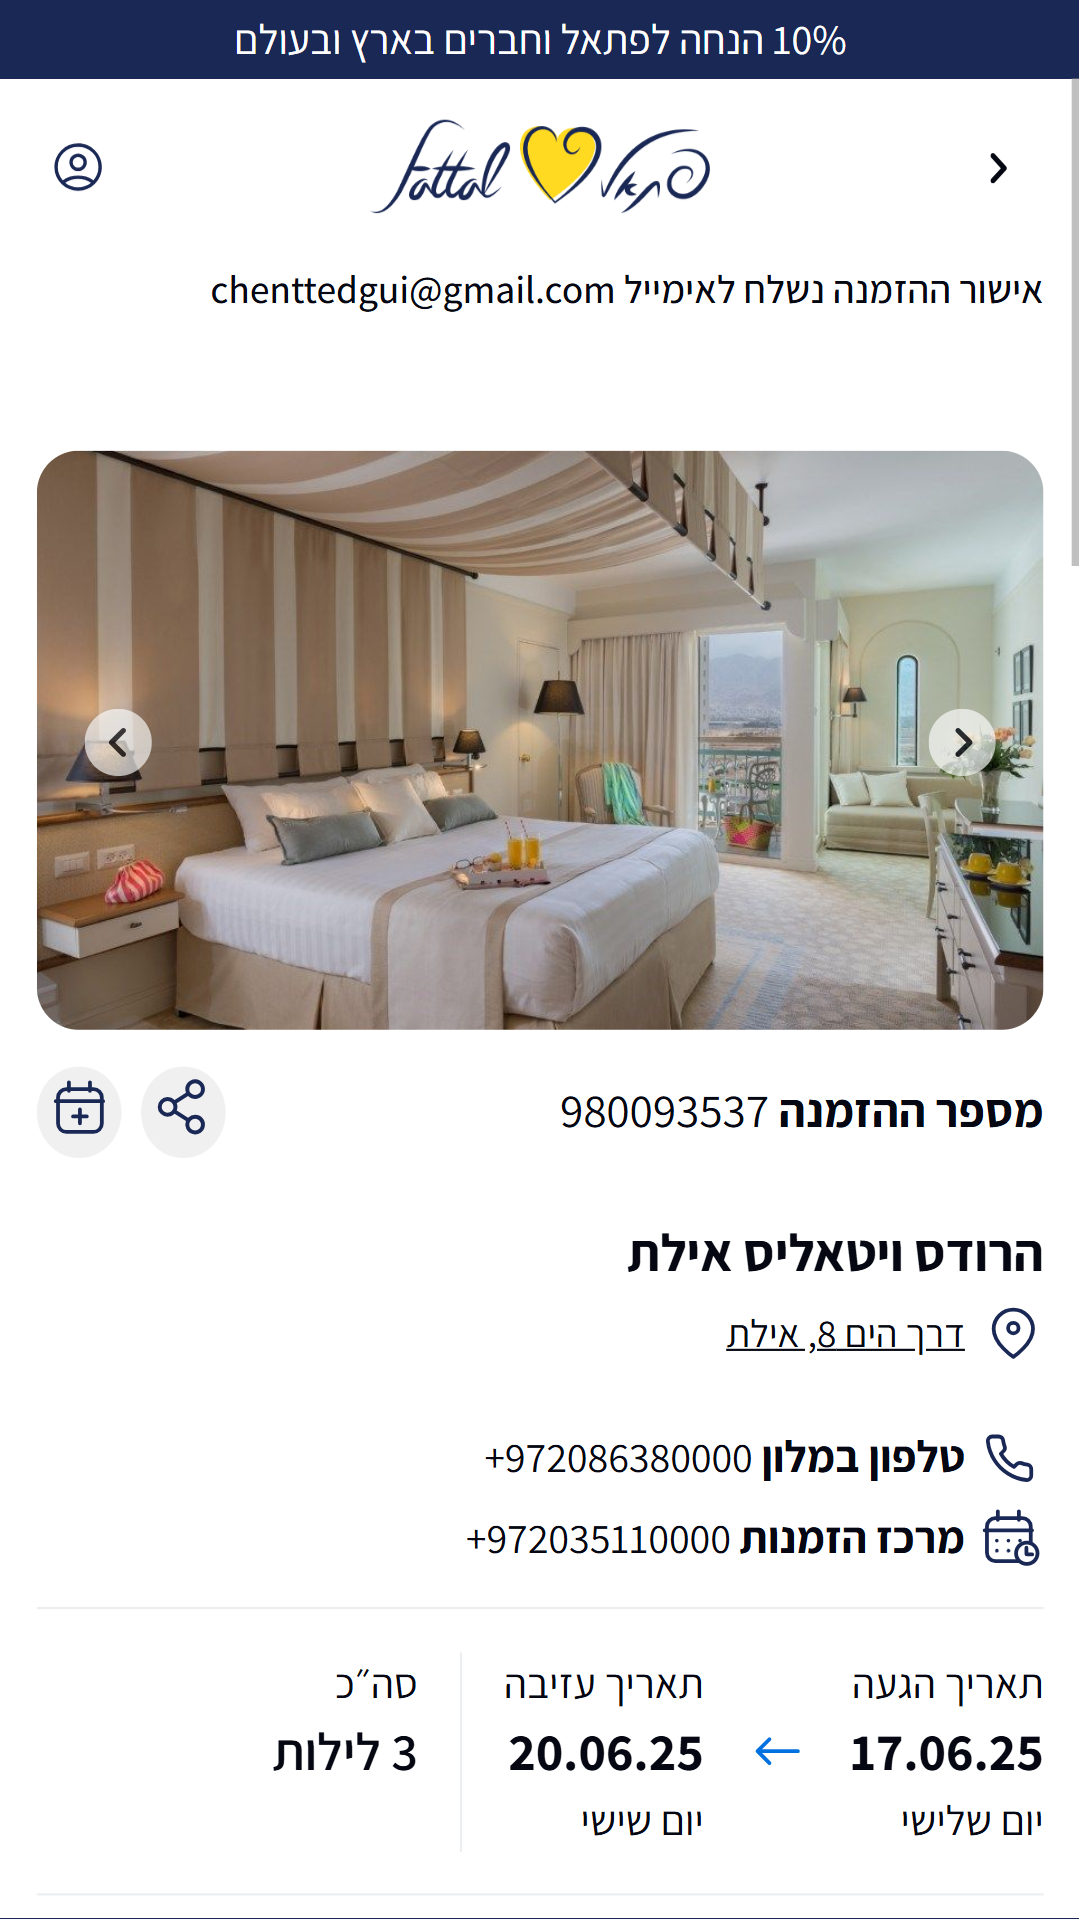 10% הנחה לפתאל וחברים בארץ ובעולם
fattal פתאל
אישור ההזמנה נשלח לאימייל chenttedgui@gmail.com
מספר ההזמנה 980093537
הרודס ויטאליס אילת
דרך הים 8, אילת
טלפון במלון 972086380000+
מרכז הזמנות 972035110000+
תאריך הגעה תאריך עזיבה סה״כ
17.06.25 20.06.25 3 לילות
יום שלישי יום שישי